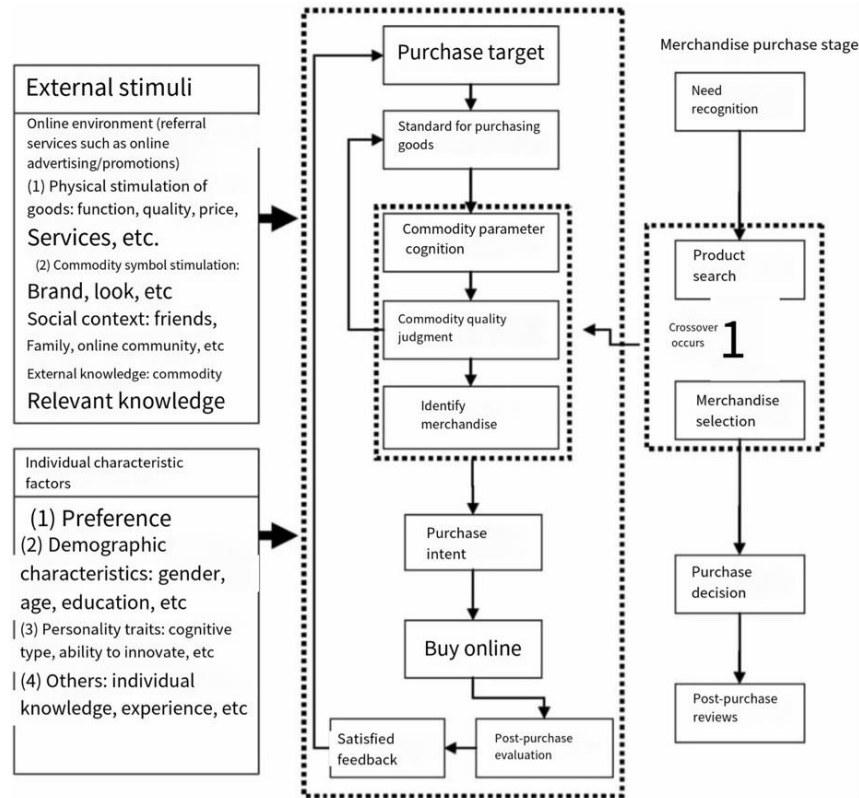 External stimuli
Online environment (referral
services such as online
advertising/promotions)
(1) Physical stimulation of
goods: function, quality, price,
Services, etc.
(2) Commodity symbol stimulation:
Brand, look, etc
Social context: friends,
Family, online community, etc
External knowledge: commodity
Relevant knowledge
Individual characteristic
factors
(1) Preference
(2) Demographic
characteristics: gender,
age, education, etc
(3) Personality traits: cognitive
type, ability to innovate, etc
(4) Others: individual
knowledge, experience, etc
Purchase target
Standard for purchasing
goods
Commodity parameter
cognition
Commodity quality
judgment
Identify
merchandise
Purchase
intent
Buy online
Post-purchase
evaluation
Satisfied
feedback
Merchandise purchase stage
Need
recognition
Product
search
Crossover
occurs
1
Merchandise
selection
Purchase
decision
Post-purchase
reviews